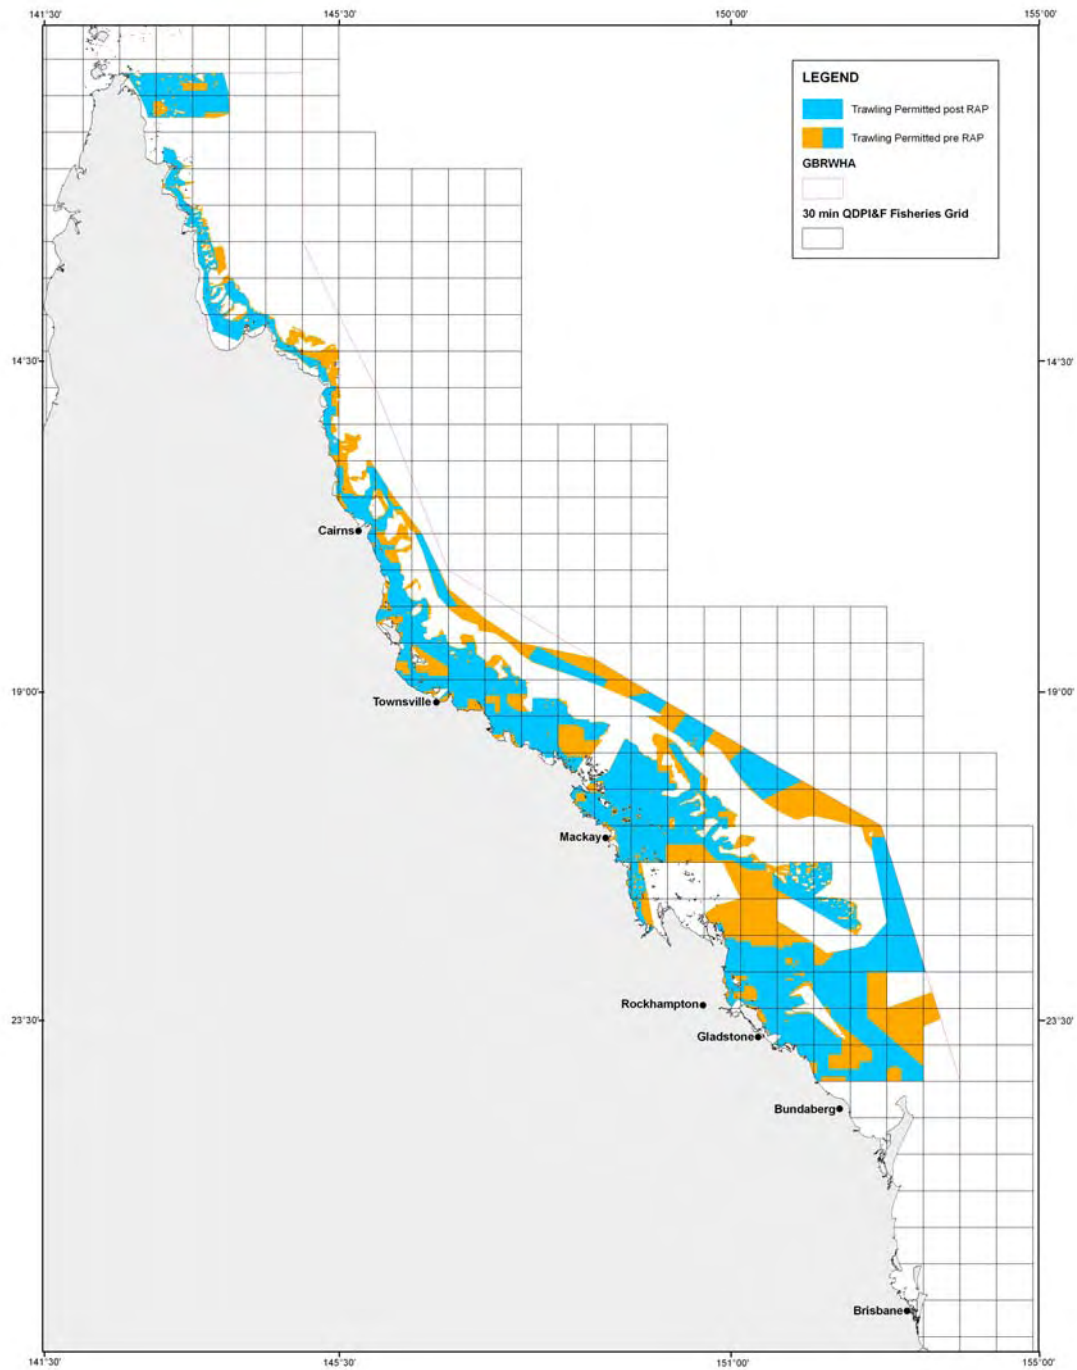 141°30'
145°30'
150°00'
155°00'
LEGEND
Trawling Permitted post RAP
Trawling Permitted pre RAP
GBRWHA
30 min QDPI&F Fisheries Grid
14°30'
14°30'
Cairns
19°00'
19°00'
Townsville
Mackay
Rockhampton
23°30'
23°30'
Gladstone
Bundaberg
Brisbane
141°30'
145°30'
151°00'
155°00'